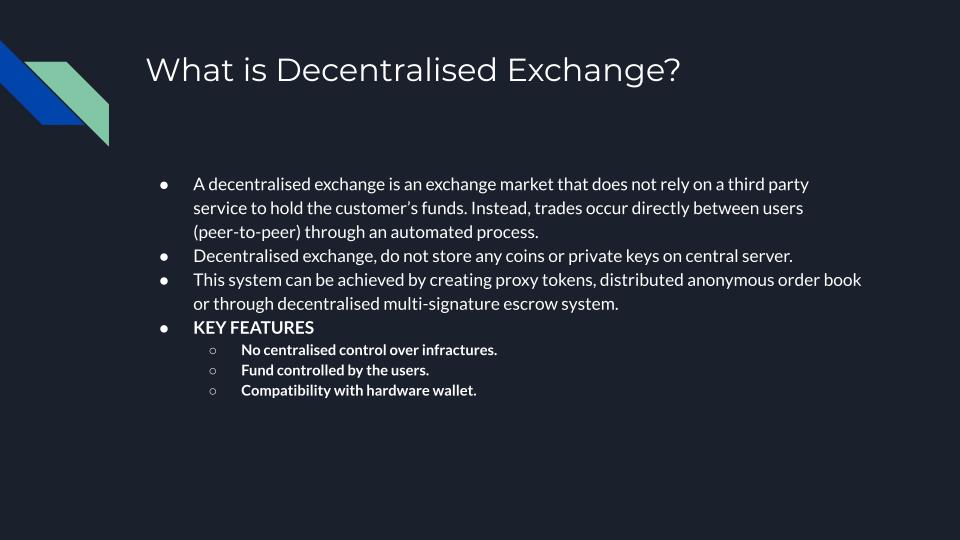 What is Decentralised Exchange?
● A decentralised exchange is an exchange market that does not rely on a third party
service to hold the customer’s funds. Instead, trades occur directly between users
(peer-to-peer) through an automated process.
● Decentralised exchange, do not store any coins or private keys on central server.
● This system can be achieved by creating proxy tokens, distributed anonymous order book
or through decentralised multi-signature escrow system.
● KEY FEATURES
○ No centralised control over infractures.
○ Fund controlled by the users.
○ Compatibility with hardware wallet.